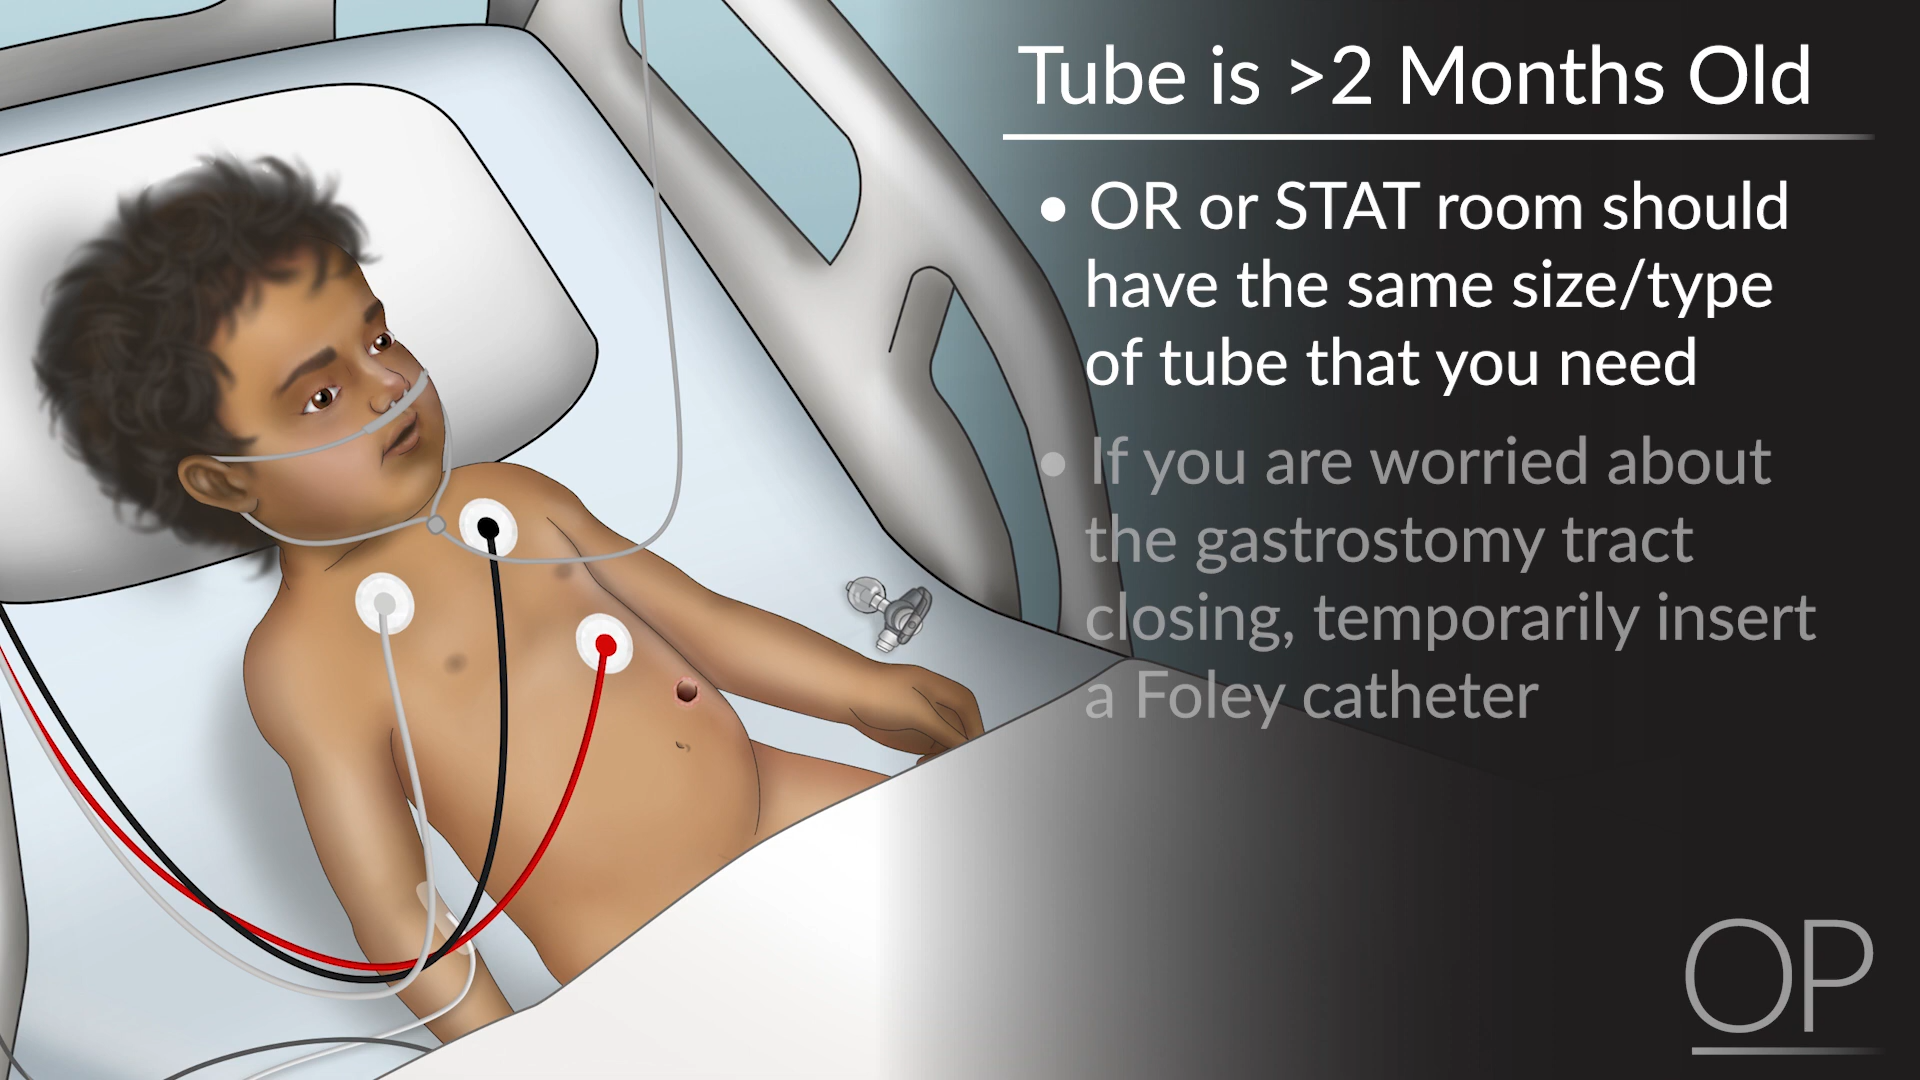 Tube is >2 Months Old
• OR or STAT room should
have the same size/type
of tube that you need
• If you are worried about
the gastrostomy tract
closing, temporarily insert
a Foley catheter
OP